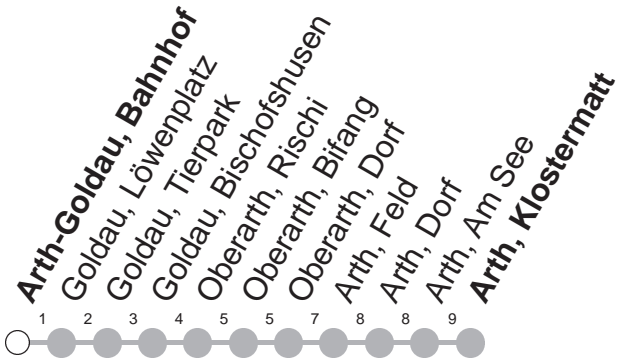 Arth-Goldau, Bahnhof
Goldau, Löwenplatz
Goldau, Tierpark
Goldau, Bischofshusen
Oberarth, Rischi
Oberarth, Bifang
Oberarth, Dorf
Arth, Feld
Arth, Dorf
Arth, Am See
Arth, Klostermatt
1 2 3 4 5 5 7 8 8 9